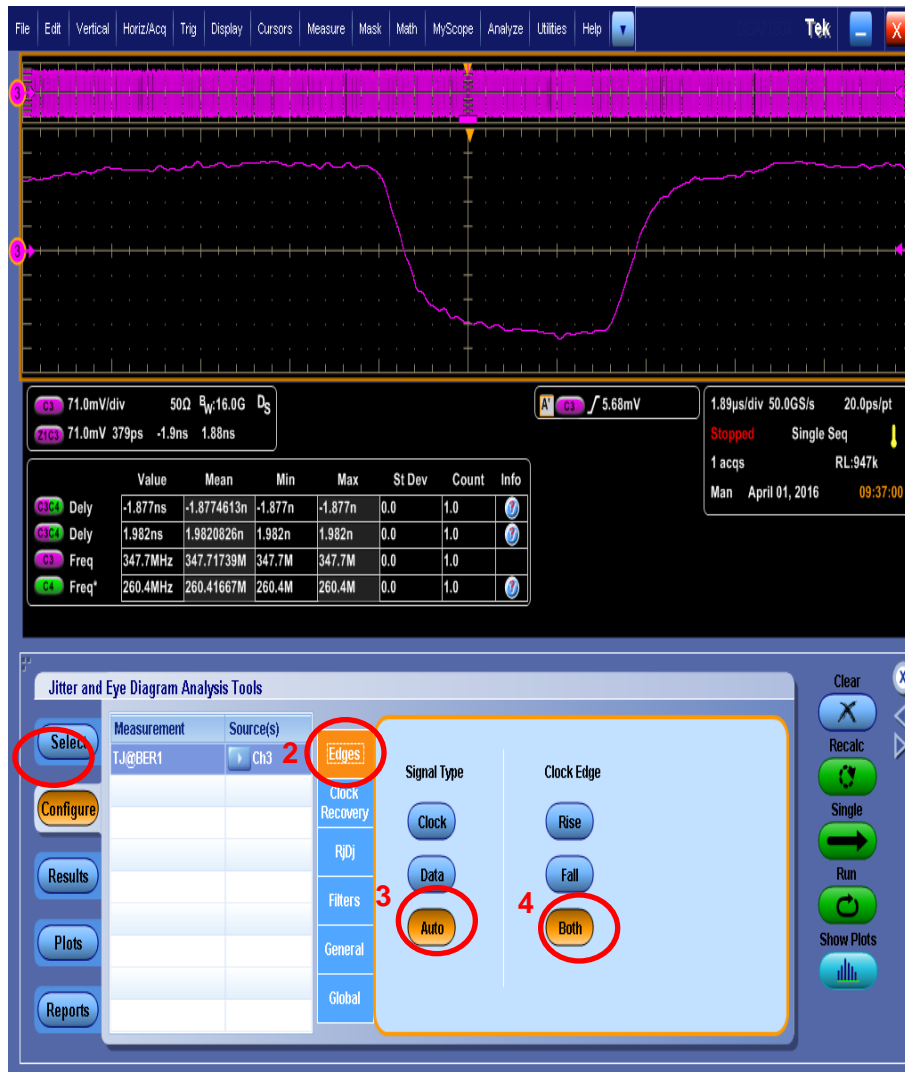 File Edit Vertical Horiz/Acq Trig Display Cursors Measure Mask Math MyScope Analyze Utilities Help Tek X
3
3
C3 71.0mV/div 50Ω BW:16.0G DS
Z1C3 71.0mV 379ps -1.9ns 1.88ns
A' C3 5.68mV
1.89µs/div 50.0GS/s 20.0ps/pt
Stopped Single Seq
1 acqs RL:947k
Man April 01, 2016 09:37:00
Value Mean Min Max St Dev Count Info
C3C4 Dely -1.877ns -1.8774613n -1.877n -1.877n 0.0 1.0
C3C4 Dely 1.982ns 1.9820826n 1.982n 1.982n 0.0 1.0
C3 Freq 347.7MHz 347.71739M 347.7M 347.7M 0.0 1.0
C4 Freq* 260.4MHz 260.41667M 260.4M 260.4M 0.0 1.0
Jitter and Eye Diagram Analysis Tools
Select
Configure
Results
Plots
Reports
Measurement Source(s)
TJ@BER1 Ch3
2
Edges
Clock
Recovery
RjDj
Filters
General
Global
Signal Type
Clock
Data
3
Auto
Clock Edge
Rise
Fall
4
Both
Clear
X
Recalc
Single
Run
Show Plots